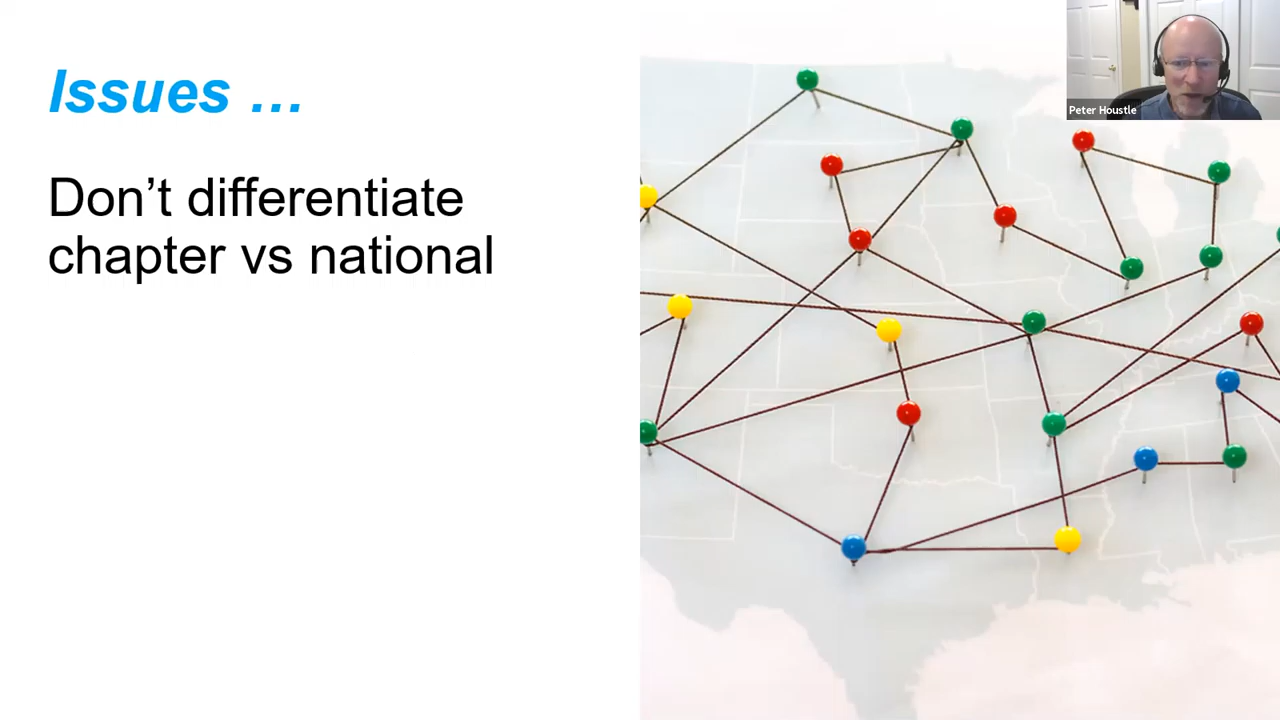 Issues …
Don’t differentiate
chapter vs national
Peter Houstle